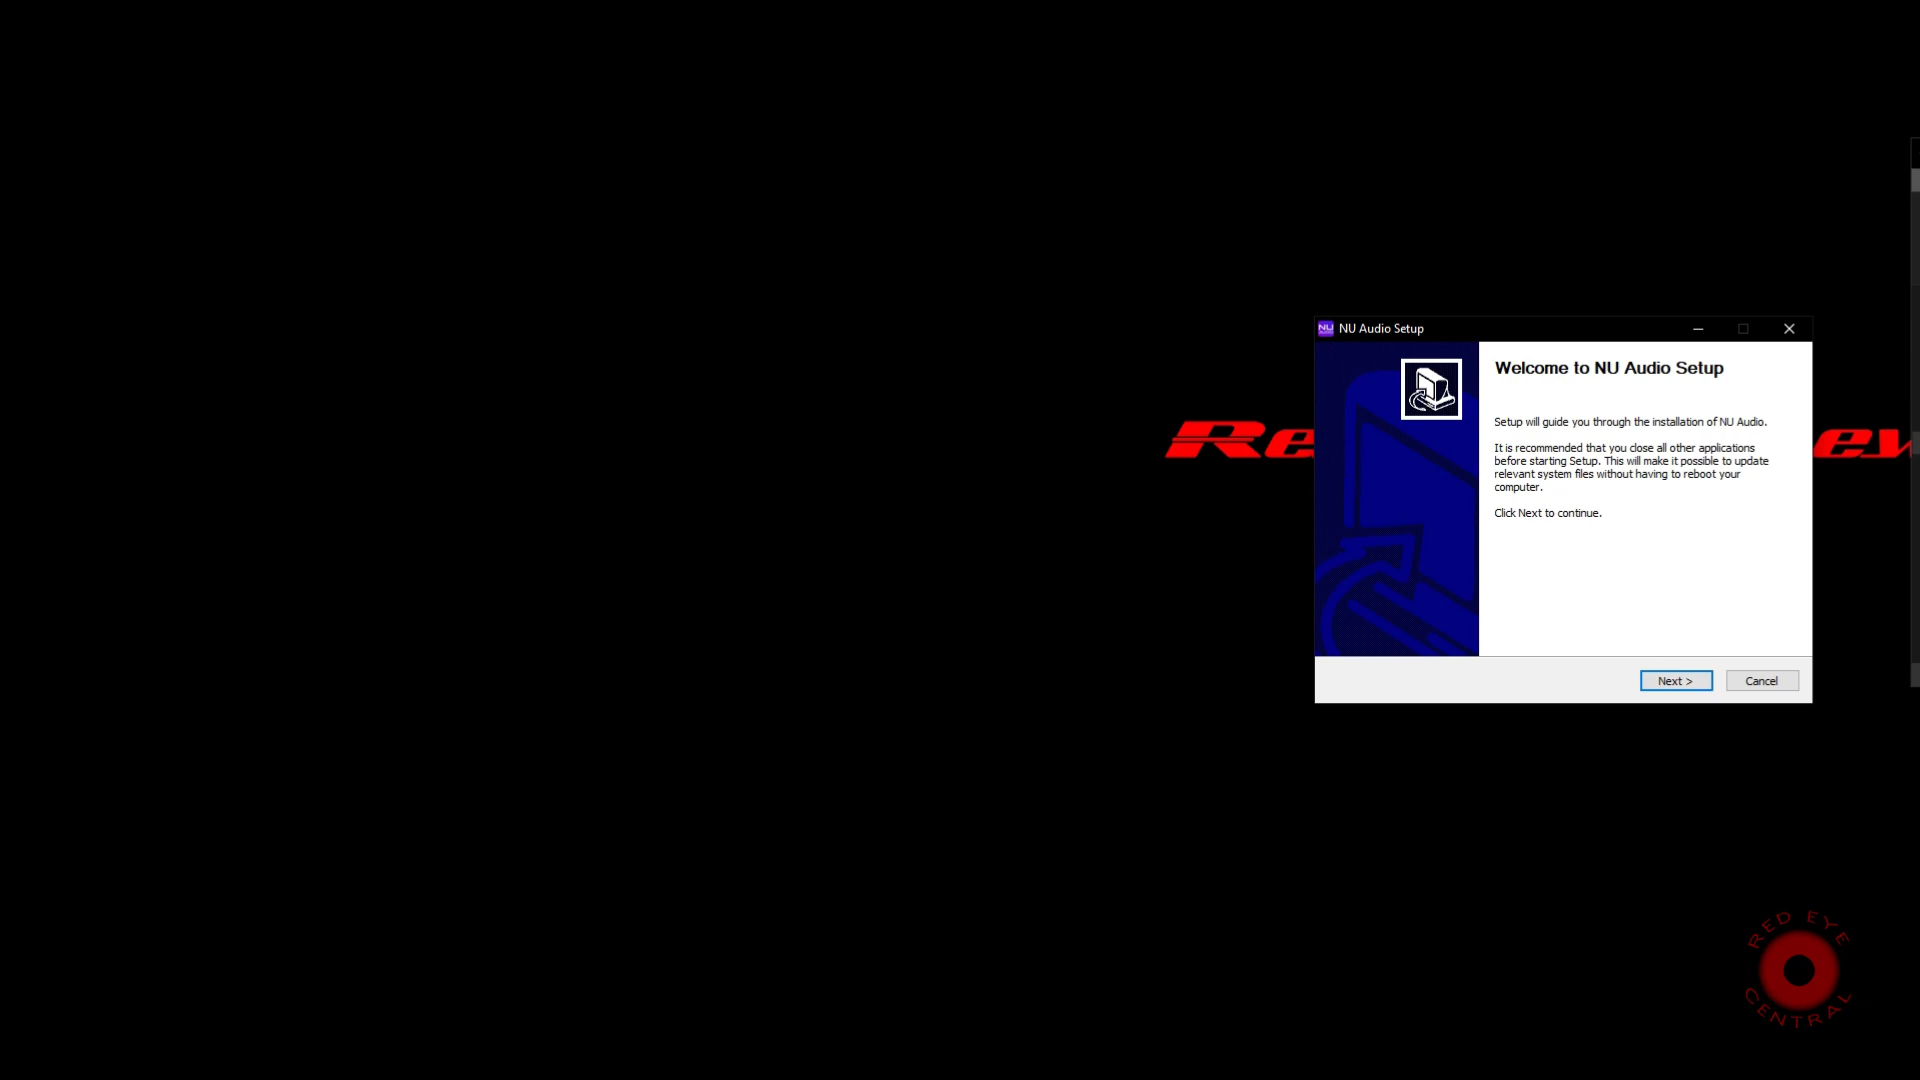 NU Audio Setup
Welcome to NU Audio Setup
Setup will guide you through the installation of NU Audio.
It is recommended that you close all other applications
before starting Setup. This will make it possible to update
relevant system files without having to reboot your
computer.
Click Next to continue.
Next >
Cancel
RED EYE
CENTRAL